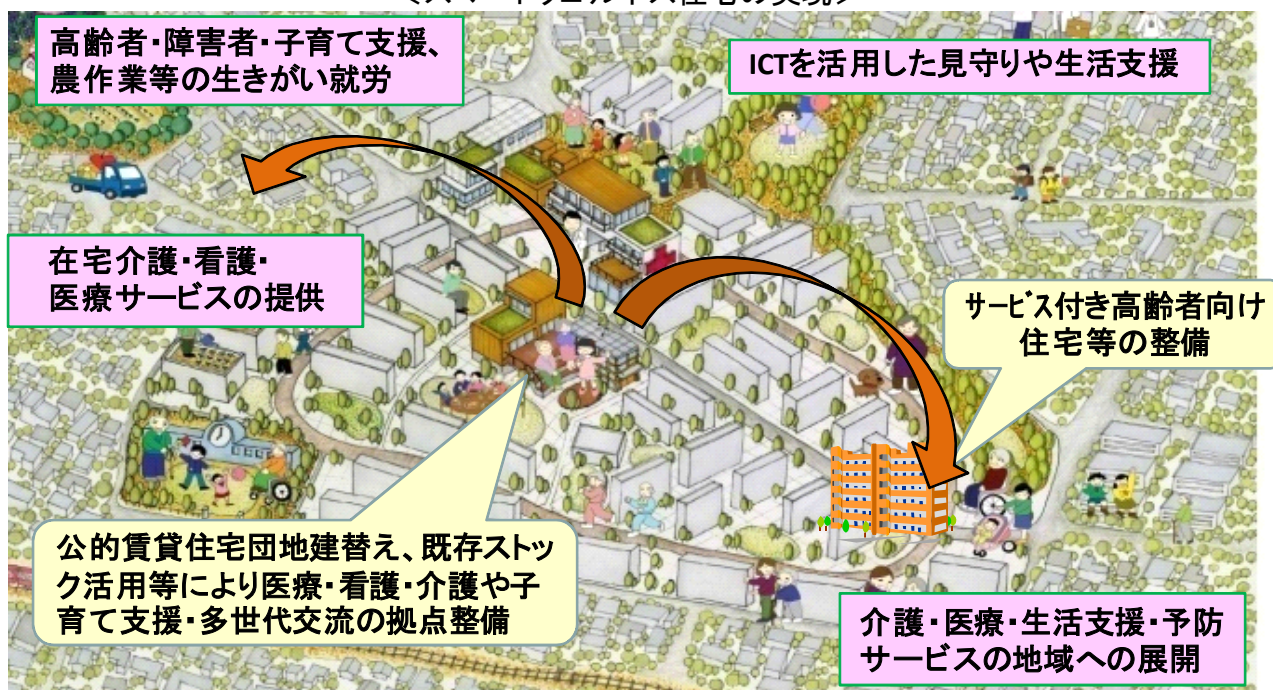 高齢者・障害者・子育て支援、
農作業等の生きがい就労
ICTを活用した見守りや生活支援
在宅介護・看護・
医療サービスの提供
サービス付き高齢者向け
住宅等の整備
公的賃貸住宅団地建替え、既存ストッ
ク活用等により医療・看護・介護や子
育て支援・多世代交流の拠点整備
介護・医療・生活支援・予防
サービスの地域への展開